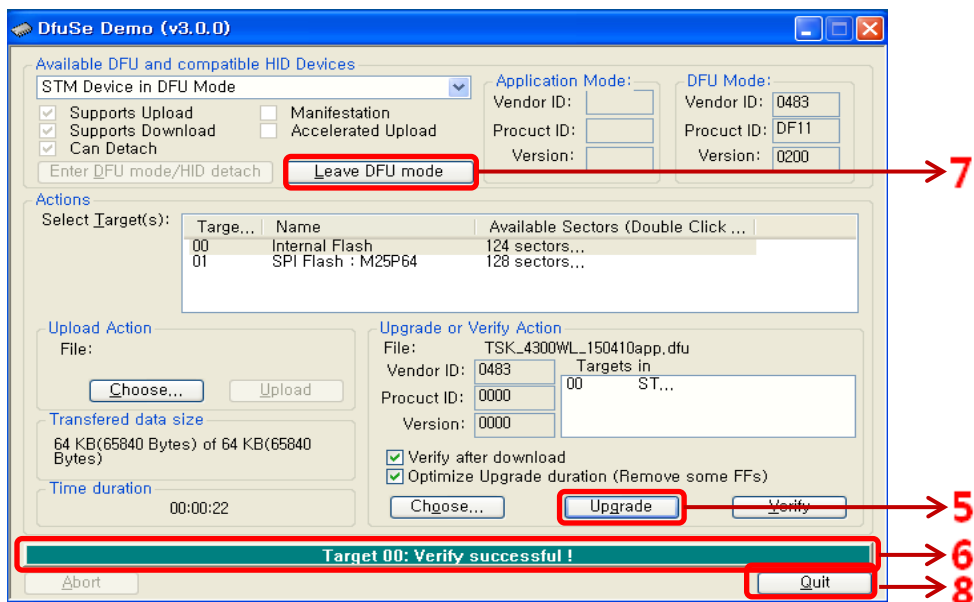 DfuSe Demo (v3.0.0)
Available DFU and compatible HID Devices
STM Device in DFU Mode
Supports Upload
Manifestation
Supports Download
Accelerated Upload
Can Detach
Enter DFU mode/HID detach
Leave DFU mode
7
Application Mode:
Vendor ID:
Procuct ID:
Version:
DFU Mode:
Vendor ID: 0483
Procuct ID: DF11
Version: 0200
Actions
Select Target(s):
Targe... Name Available Sectors (Double Click ...
00 Internal Flash 124 sectors...
01 SPI Flash : M25P64 128 sectors...
Upload Action
File:
Choose... Upload
Transfered data size
64 KB(65840 Bytes) of 64 KB(65840
Bytes)
Time duration
00:00:22
Upgrade or Verify Action
File: TSK_4300WL_150410app.dfu
Vendor ID: 0483
Procuct ID: 0000
Version: 0000
Targets in
00 ST...
Verify after download
Optimize Upgrade duration (Remove some FFs)
Choose... Upgrade Verify
5
Target 00: Verify successful !
6
Abort
Quit
8